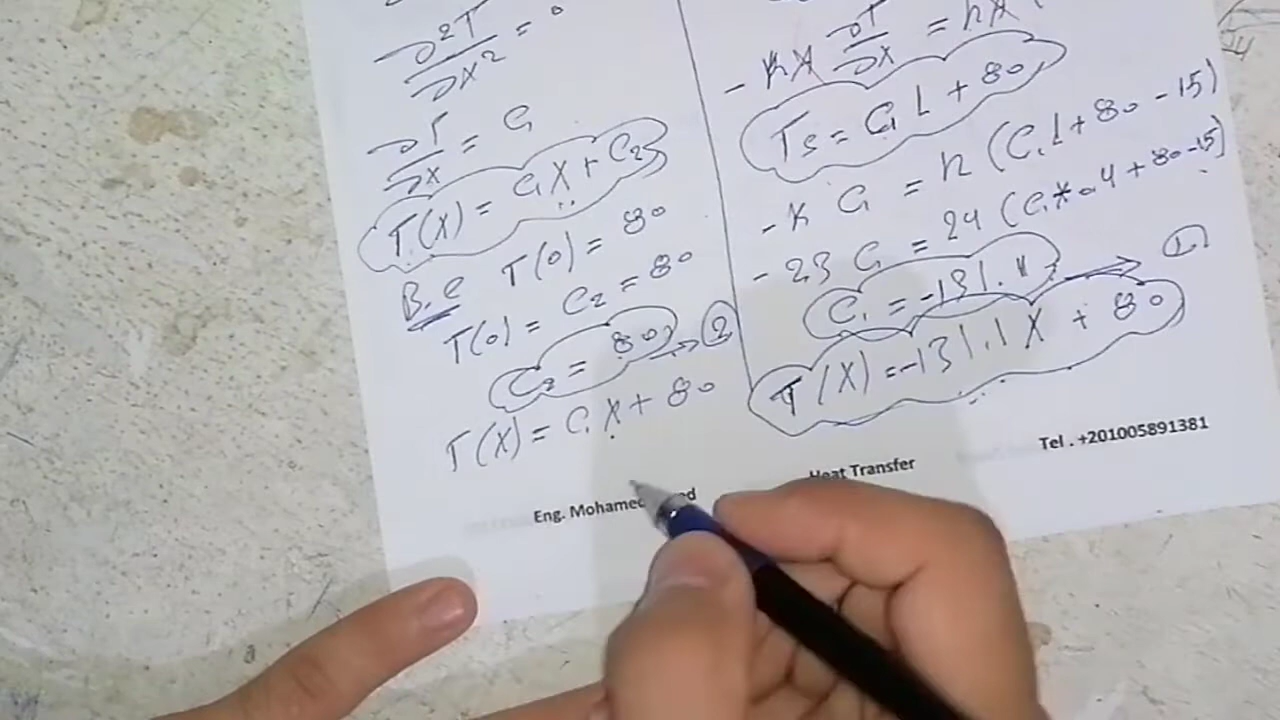 ∂²T/∂x² = 0
∂T/∂x = C₁
T(X) = C₁X + C₂
B.C T(0) = 80
T(0) = C₂ = 80
C₂ = 80 → ②
T(X) = C₁X + 80
∂T/∂x
Ts = C₁L + 80
-k C₁ = h (C₁L + 80 - 15)
-23 C₁ = 24 (C₁*0.4 + 80-15)
C₁ = -131.1 → ①
T(X) = -131.1X + 80
Eng. Mohamed
Heat Transfer
Tel . +201005891381